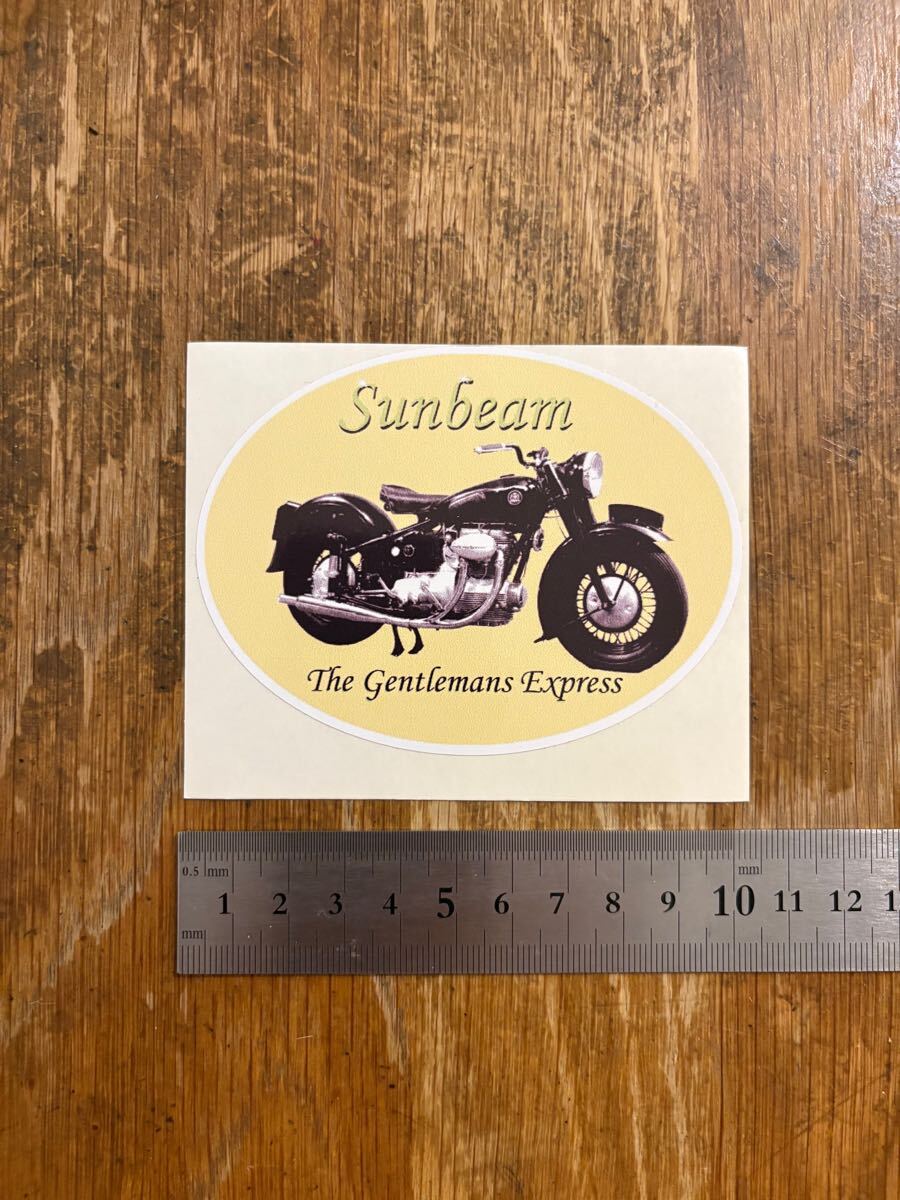 Sunbeam
The Gentlemans Express
0.5 mm
mm
1 2 3 4 5 6 7 8 9 10 11 12 1
mm